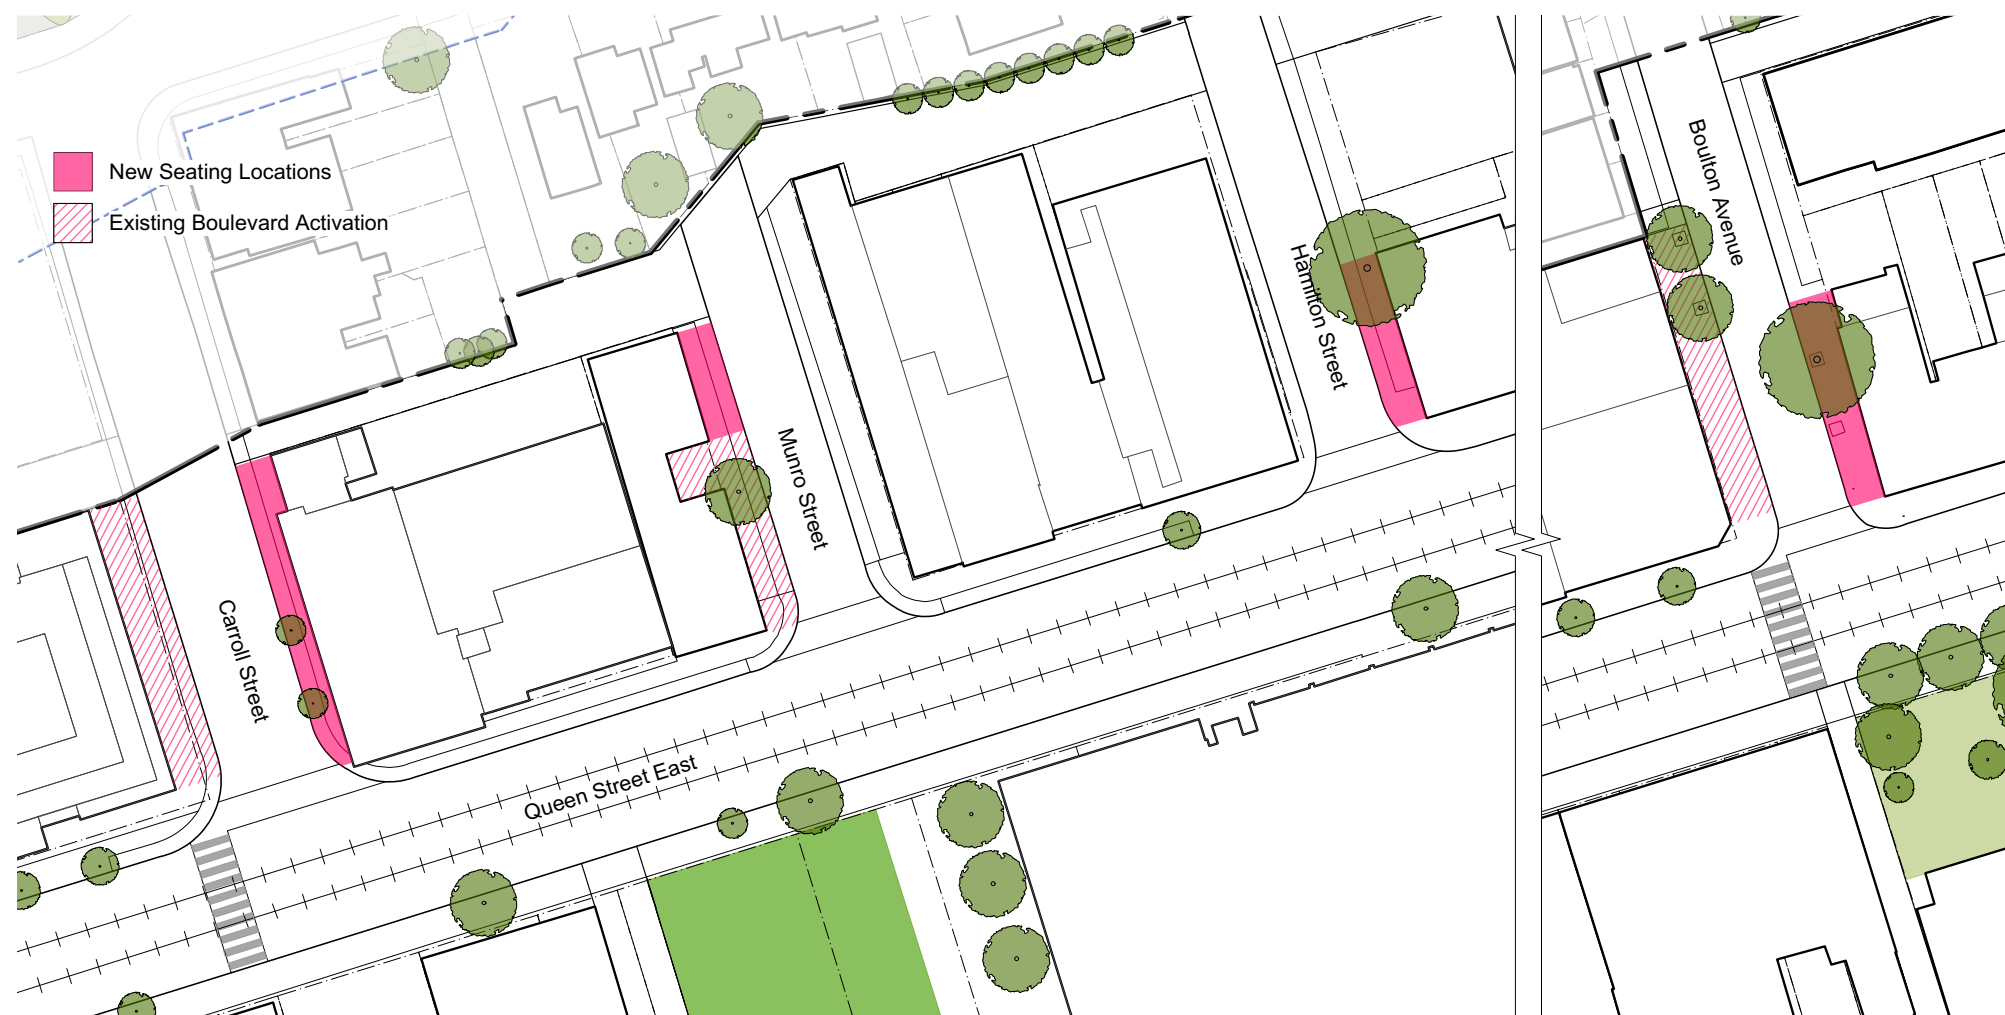 New Seating Locations
Existing Boulevard Activation
Boulton Avenue
Hamilton Street
Munro Street
Carroll Street
Queen Street East